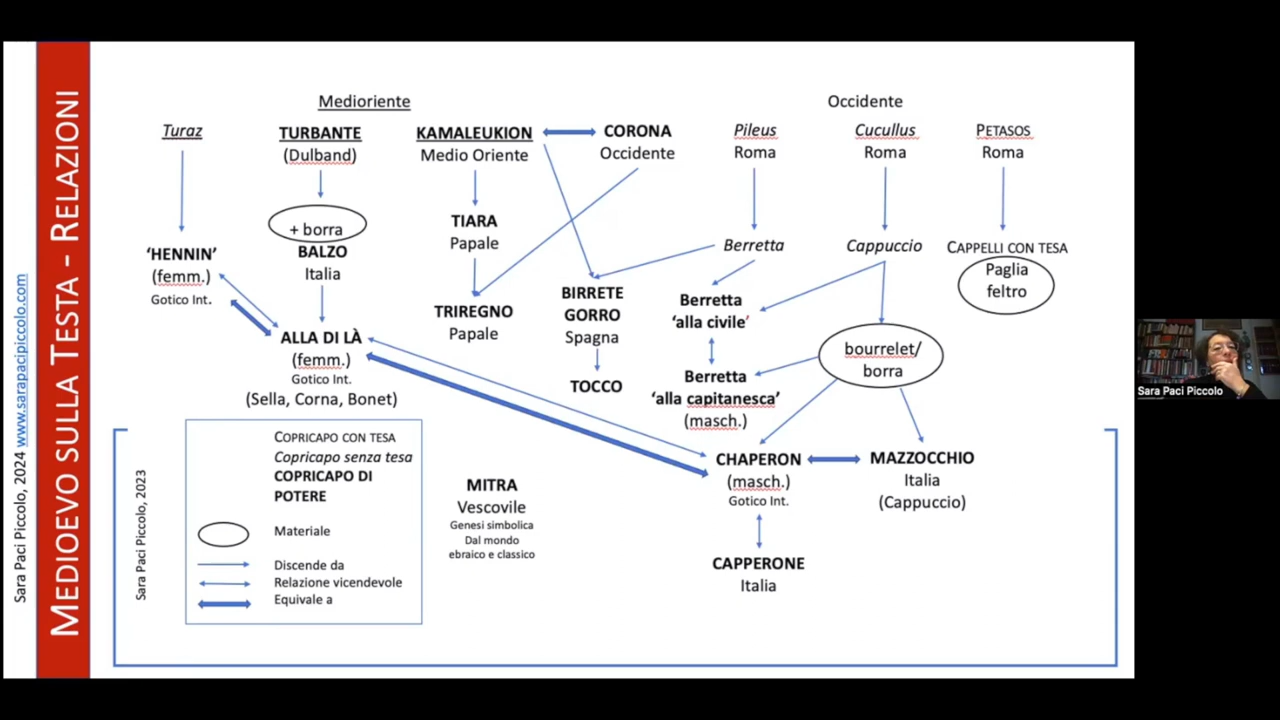 Sara Paci Piccolo, 2024 www.sarapacipiccolo.com
MEDIOEVO SULLA TESTA - RELAZIONI
Medioriente
Occidente
Turaz
TURBANTE
(Dulband)
KAMALEUKION
Medio Oriente
CORONA
Occidente
Pileus
Roma
Cucullus
Roma
PETASOS
Roma
+ borra
BALZO
Italia
TIARA
Papale
'HENNIN'
(femm.)
Gotico Int.
Berretta
Cappuccio
CAPPELLI CON TESA
Paglia
feltro
TRIREGNO
Papale
BIRRETE
GORRO
Spagna
TOCCO
Berretta
'alla civile'
ALLA DI LÀ
(femm.)
Gotico Int.
(Sella, Corna, Bonet)
bourrelet/
borra
Berretta
'alla capitanesca'
(masch.)
CHAPERON
(masch.)
Gotico Int.
MAZZOCCHIO
Italia
(Cappuccio)
CAPPERONE
Italia
MITRA
Vescovile
Genesi simbolica
Dal mondo
ebraico e classico
Sara Paci Piccolo, 2023
COPRICAPO CON TESA
Copricapo senza tesa
COPRICAPO DI
POTERE
Materiale
Discende da
Relazione vicendevole
Equivale a
Sara Paci Piccolo